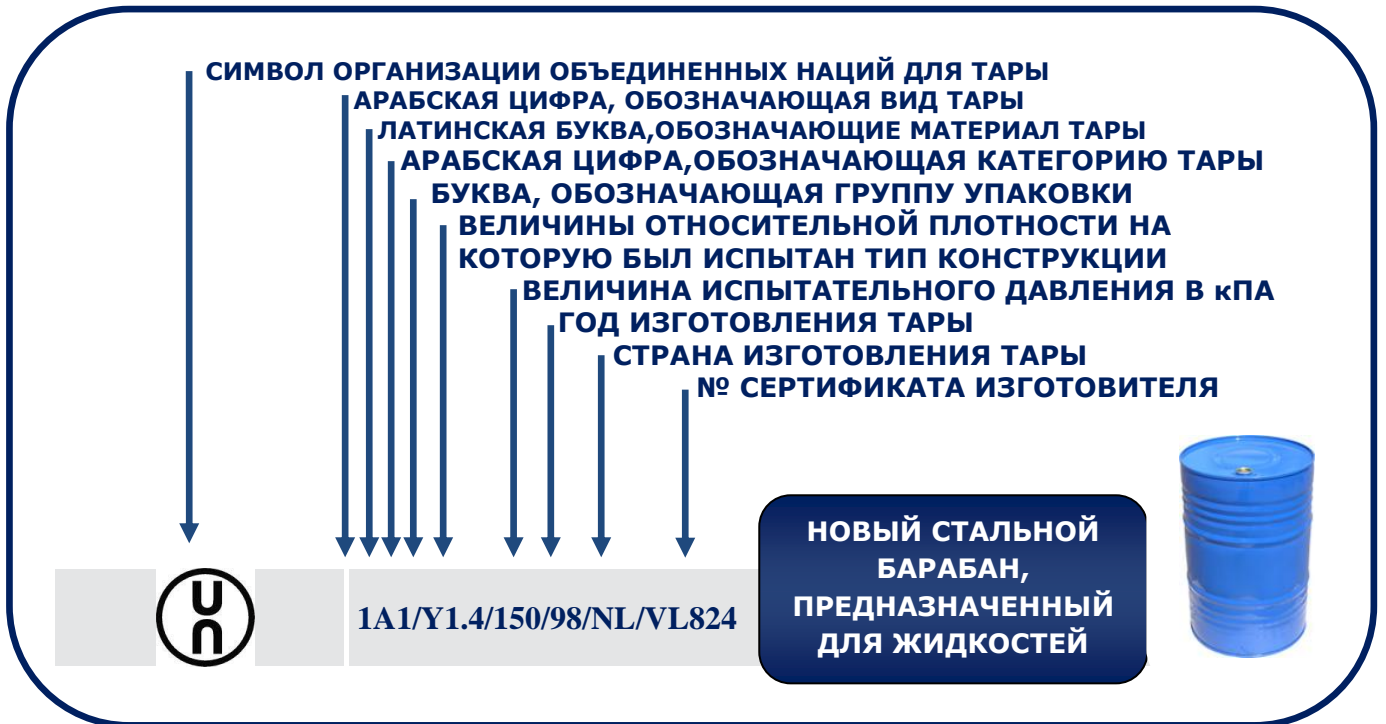 СИМВОЛ ОРГАНИЗАЦИИ ОБЪЕДИНЕННЫХ НАЦИЙ ДЛЯ ТАРЫ
АРАБСКАЯ ЦИФРА, ОБОЗНАЧАЮЩАЯ ВИД ТАРЫ
ЛАТИНСКАЯ БУКВА,ОБОЗНАЧАЮЩИЕ МАТЕРИАЛ ТАРЫ
АРАБСКАЯ ЦИФРА,ОБОЗНАЧАЮЩАЯ КАТЕГОРИЮ ТАРЫ
БУКВА, ОБОЗНАЧАЮЩАЯ ГРУППУ УПАКОВКИ
ВЕЛИЧИНЫ ОТНОСИТЕЛЬНОЙ ПЛОТНОСТИ НА
КОТОРУЮ БЫЛ ИСПЫТАН ТИП КОНСТРУКЦИИ
ВЕЛИЧИНА ИСПЫТАТЕЛЬНОГО ДАВЛЕНИЯ В кПА
ГОД ИЗГОТОВЛЕНИЯ ТАРЫ
СТРАНА ИЗГОТОВЛЕНИЯ ТАРЫ
№ СЕРТИФИКАТА ИЗГОТОВИТЕЛЯ
un
1A1/Y1.4/150/98/NL/VL824
НОВЫЙ СТАЛЬНОЙ
БАРАБАН,
ПРЕДНАЗНАЧЕННЫЙ
ДЛЯ ЖИДКОСТЕЙ